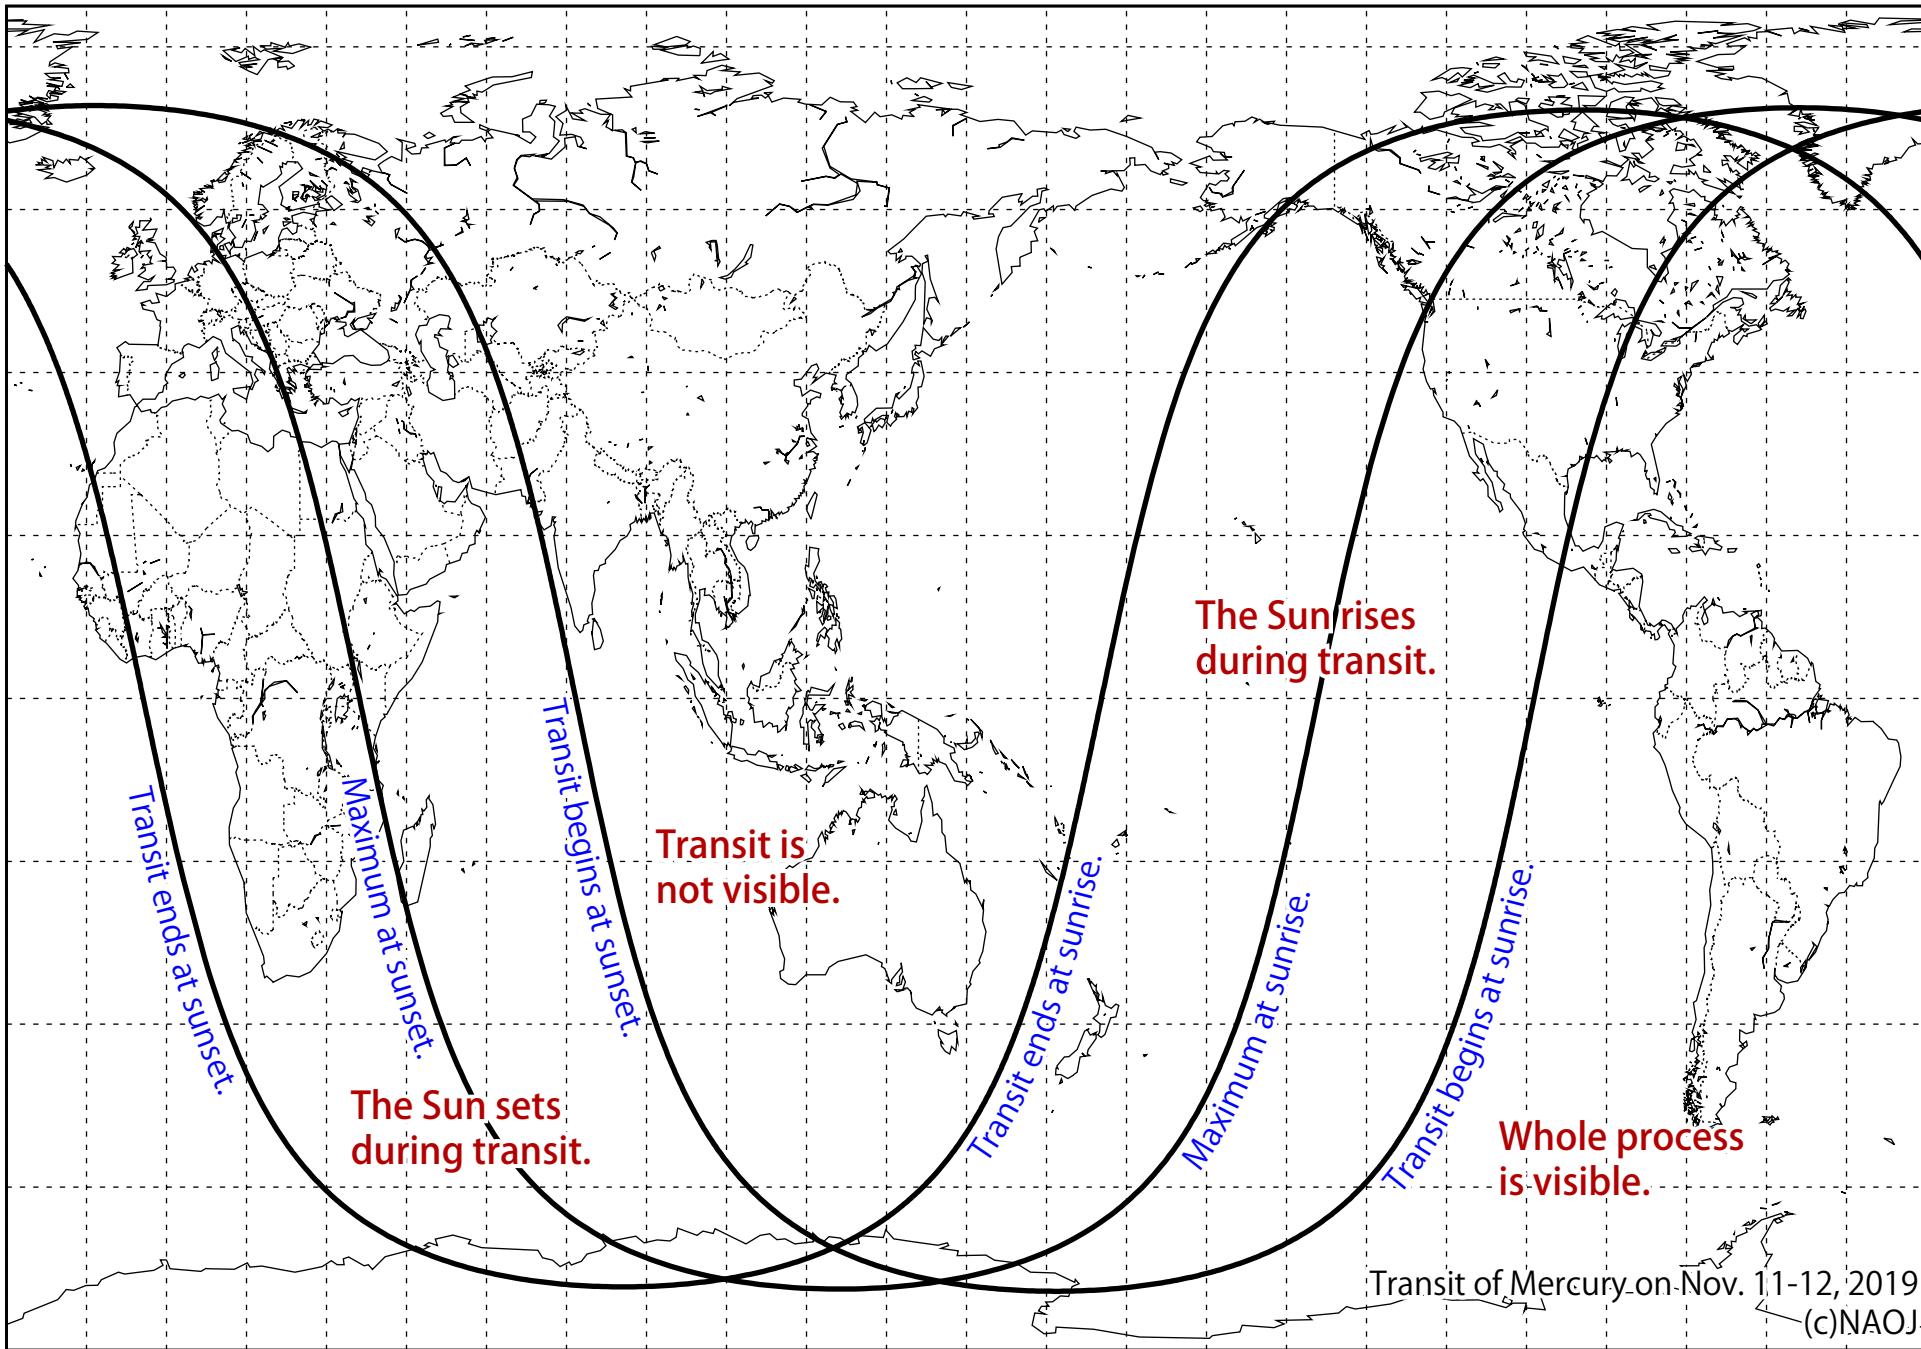 The Sun rises
during transit.
Transit begins at sunset.
Maximum at sunset.
Transit ends at sunset.
Transit is
not visible.
Transit ends at sunrise.
Maximum at sunrise.
Transit begins at sunrise.
The Sun sets
during transit.
Whole process
is visible.
Transit of Mercury on Nov. 11-12, 2019
(c)NAOJ